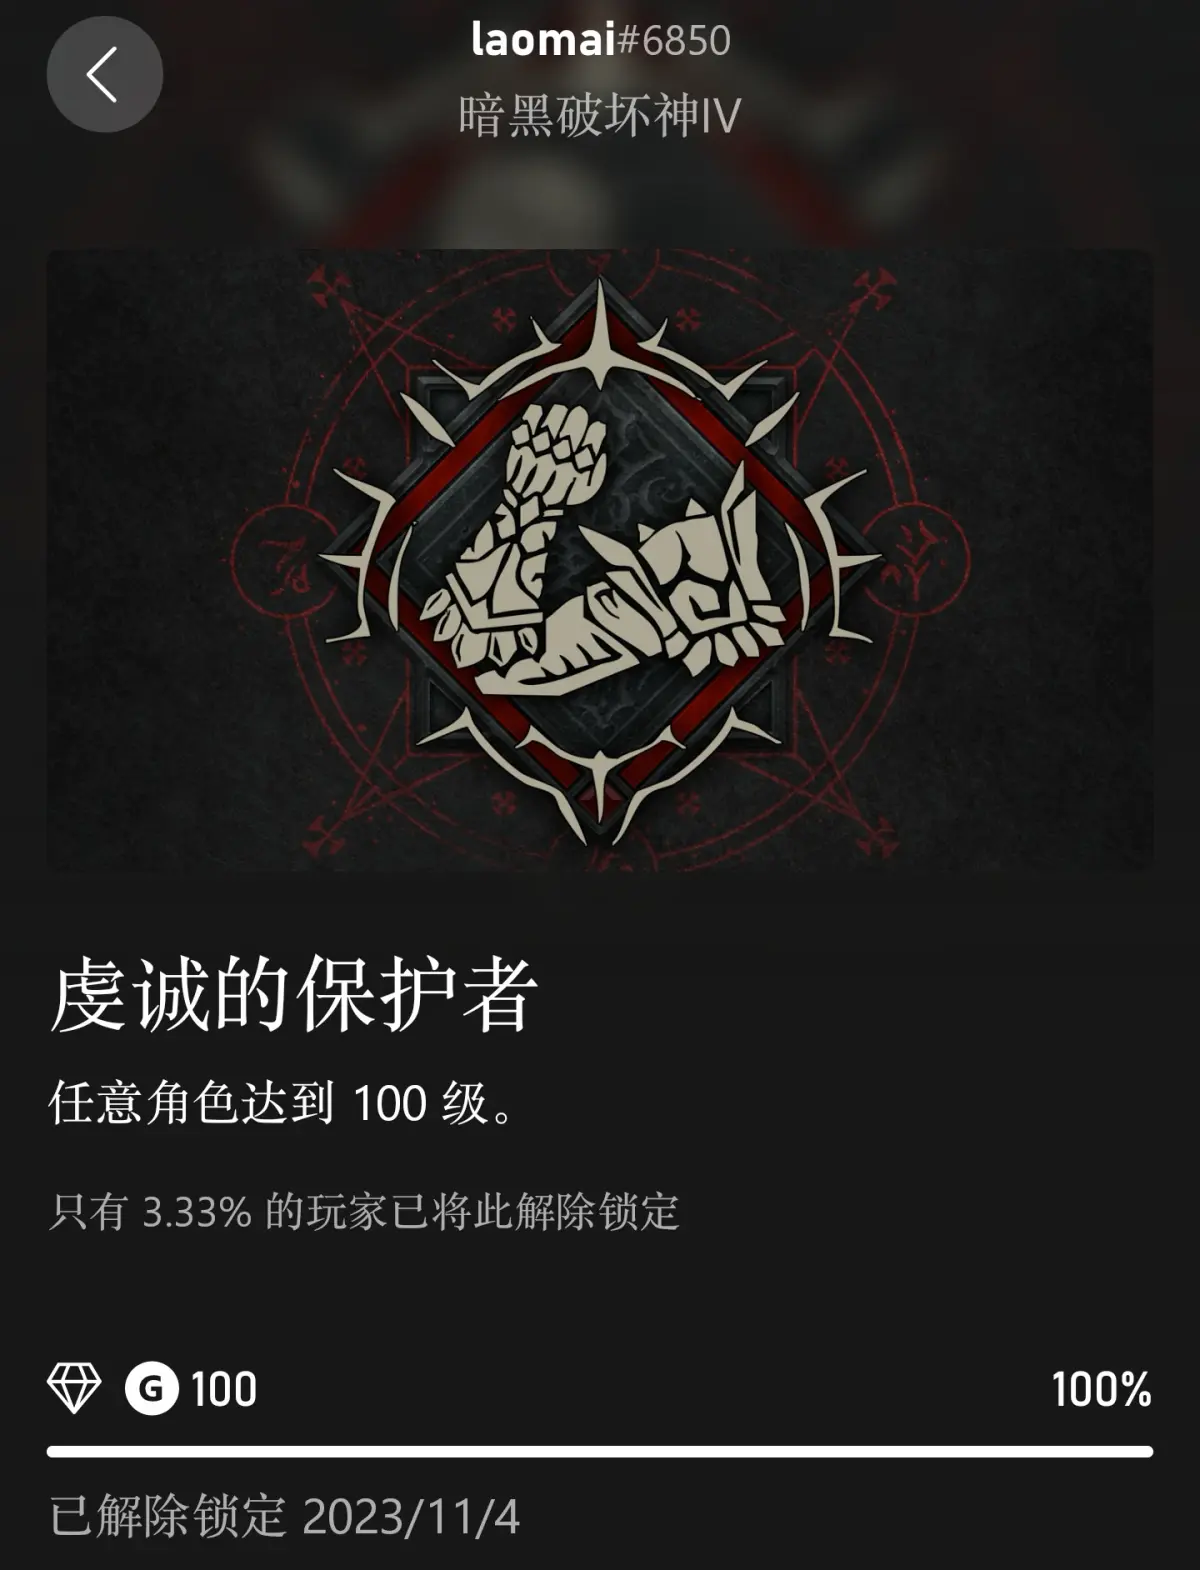 laomai#6850
暗黑破坏神IV
虔诚的保护者
任意角色达到 100 级。
只有 3.33% 的玩家已将此解除锁定
G 100
100%
已解除锁定 2023/11/4